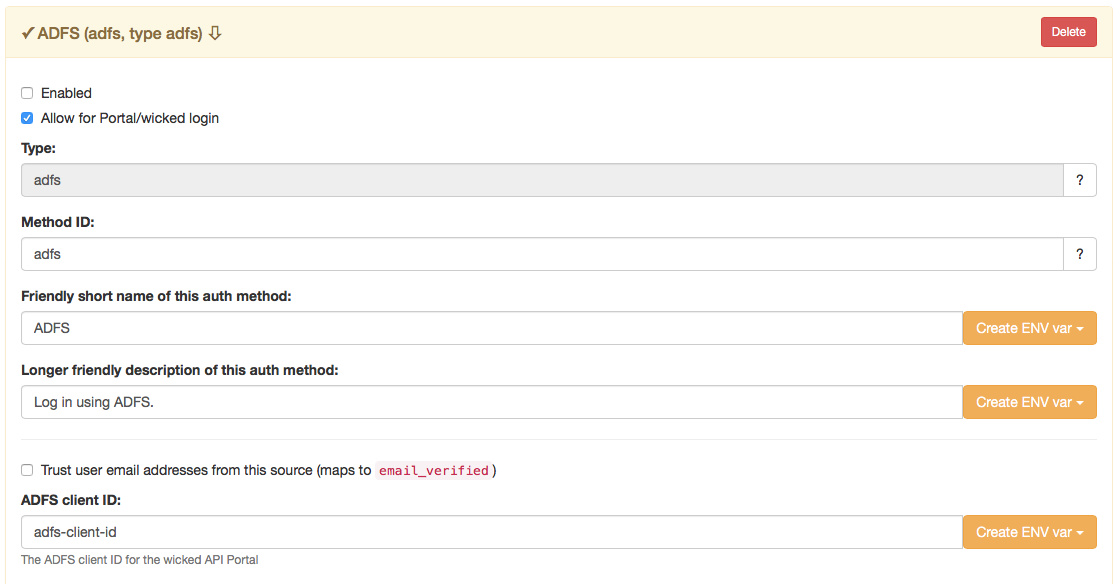 ✔ ADFS (adfs, type adfs) ⇩
Delete
Enabled
Allow for Portal/wicked login
Type:
adfs
?
Method ID:
adfs
?
Friendly short name of this auth method:
ADFS
Create ENV var
Longer friendly description of this auth method:
Log in using ADFS.
Create ENV var
Trust user email addresses from this source (maps to email_verified)
ADFS client ID:
adfs-client-id
Create ENV var
The ADFS client ID for the wicked API Portal